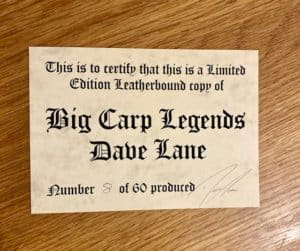 This is to certify that this is a Limited
Edition Leatherbound copy of
Big Carp Legends
Dave Lane
Number 8 of 60 produced